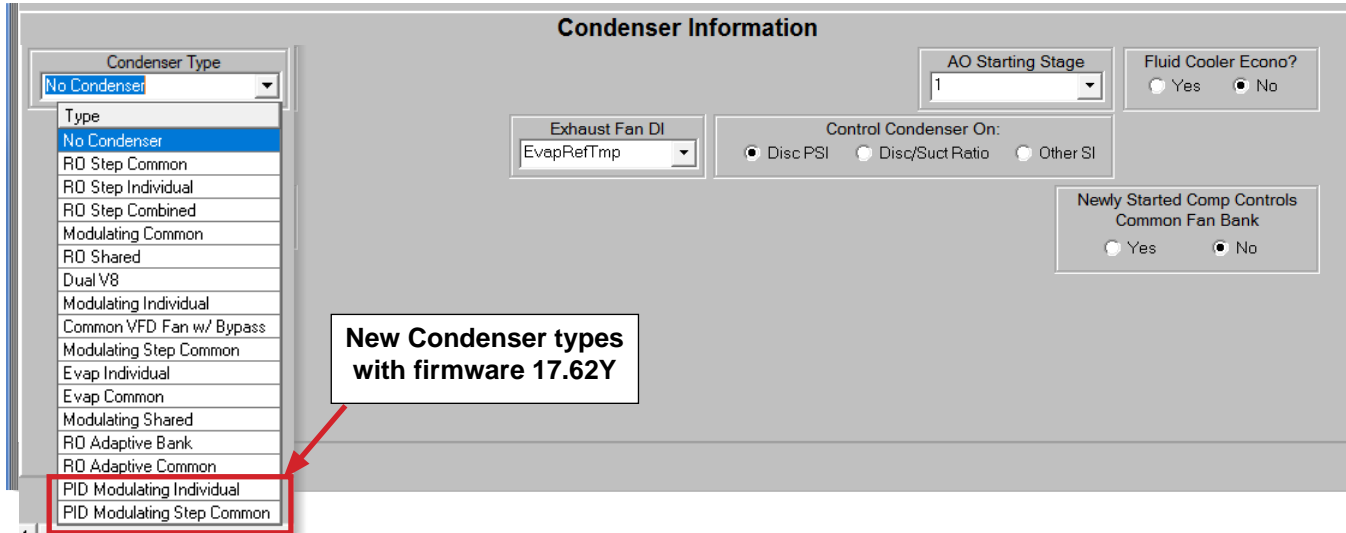 Condenser Information
Condenser Type
No Condenser
AO Starting Stage
1
Fluid Cooler Econo?
Yes No
Type
No Condenser
RO Step Common
RO Step Individual
RO Step Combined
Modulating Common
RO Shared
Dual V8
Modulating Individual
Common VFD Fan w/ Bypass
Modulating Step Common
Evap Individual
Evap Common
Modulating Shared
RO Adaptive Bank
RO Adaptive Common
PID Modulating Individual
PID Modulating Step Common
Exhaust Fan DI
EvapRefTmp
Control Condenser On:
Disc PSI Disc/Suct Ratio Other SI
Newly Started Comp Controls
Common Fan Bank
Yes No
New Condenser types
with firmware 17.62Y